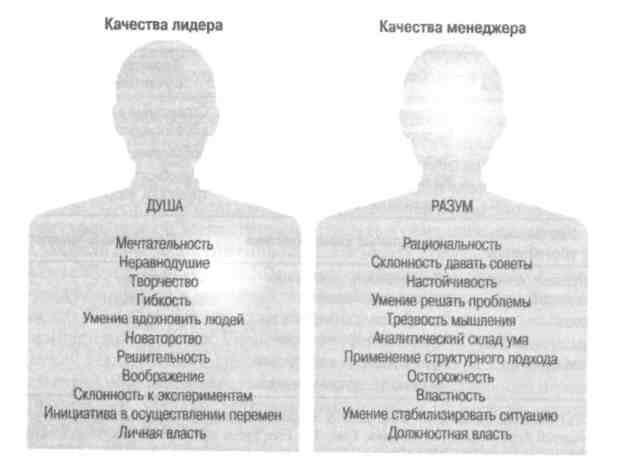 Качества лидера
ДУША
Мечтательность
Неравнодушие
Творчество
Гибкость
Умение вдохновить людей
Новаторство
Решительность
Воображение
Склонность к экспериментам
Инициатива в осуществлении перемен
Личная власть
Качества менеджера
РАЗУМ
Рациональность
Склонность давать советы
Настойчивость
Умение решать проблемы
Трезвость мышления
Аналитический склад ума
Применение структурного подхода
Осторожность
Властность
Умение стабилизировать ситуацию
Должностная власть